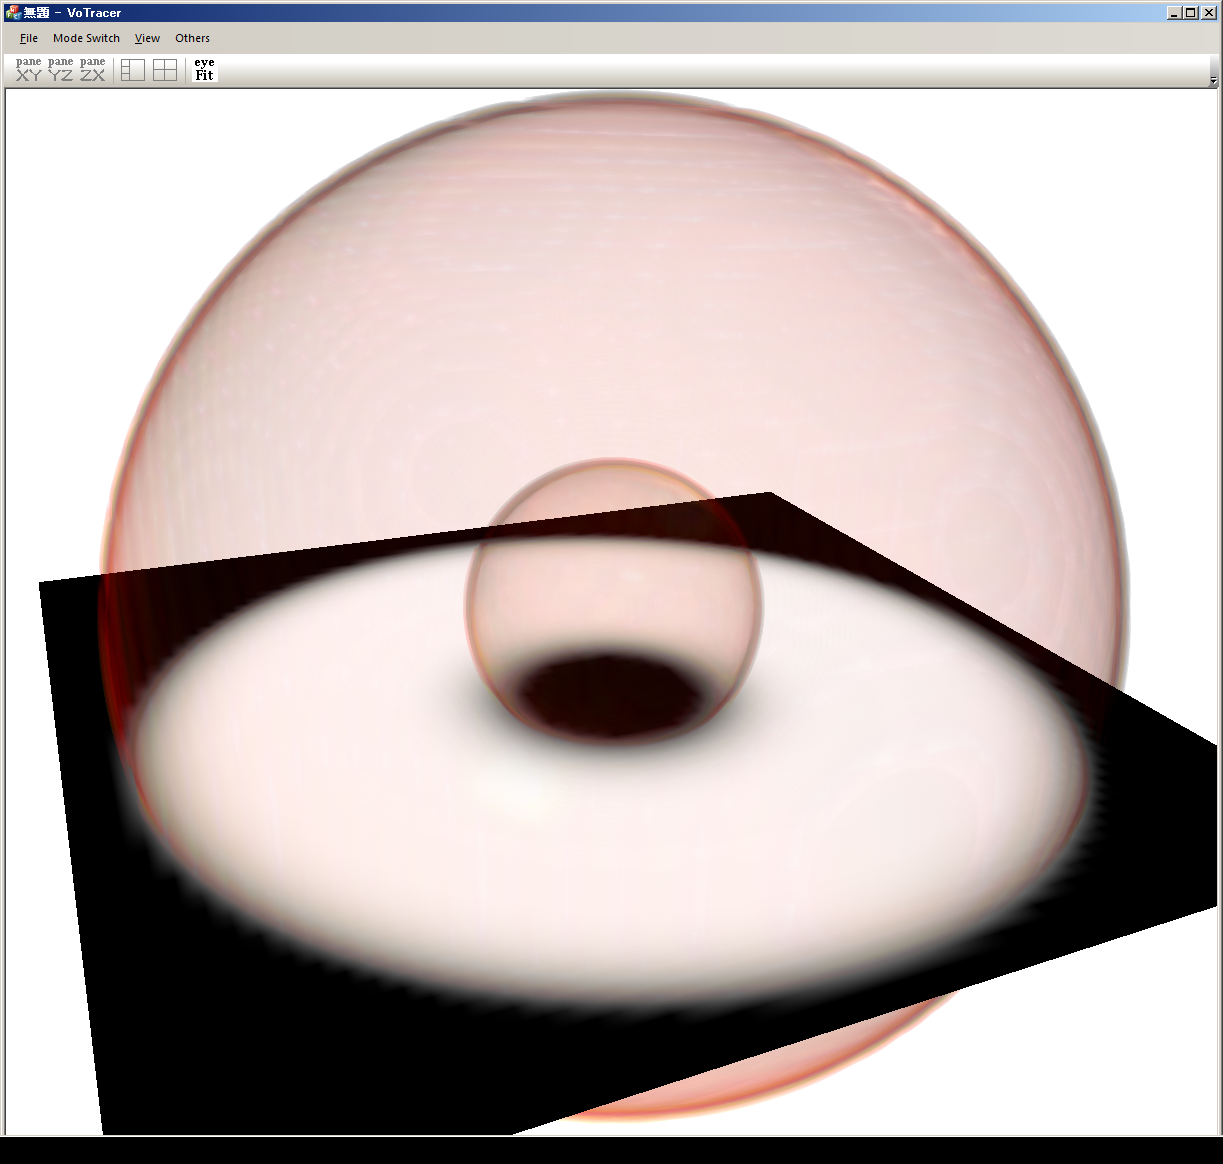 無題 - VoTracer
File Mode Switch View Others
pane XY pane YZ pane ZX eye Fit